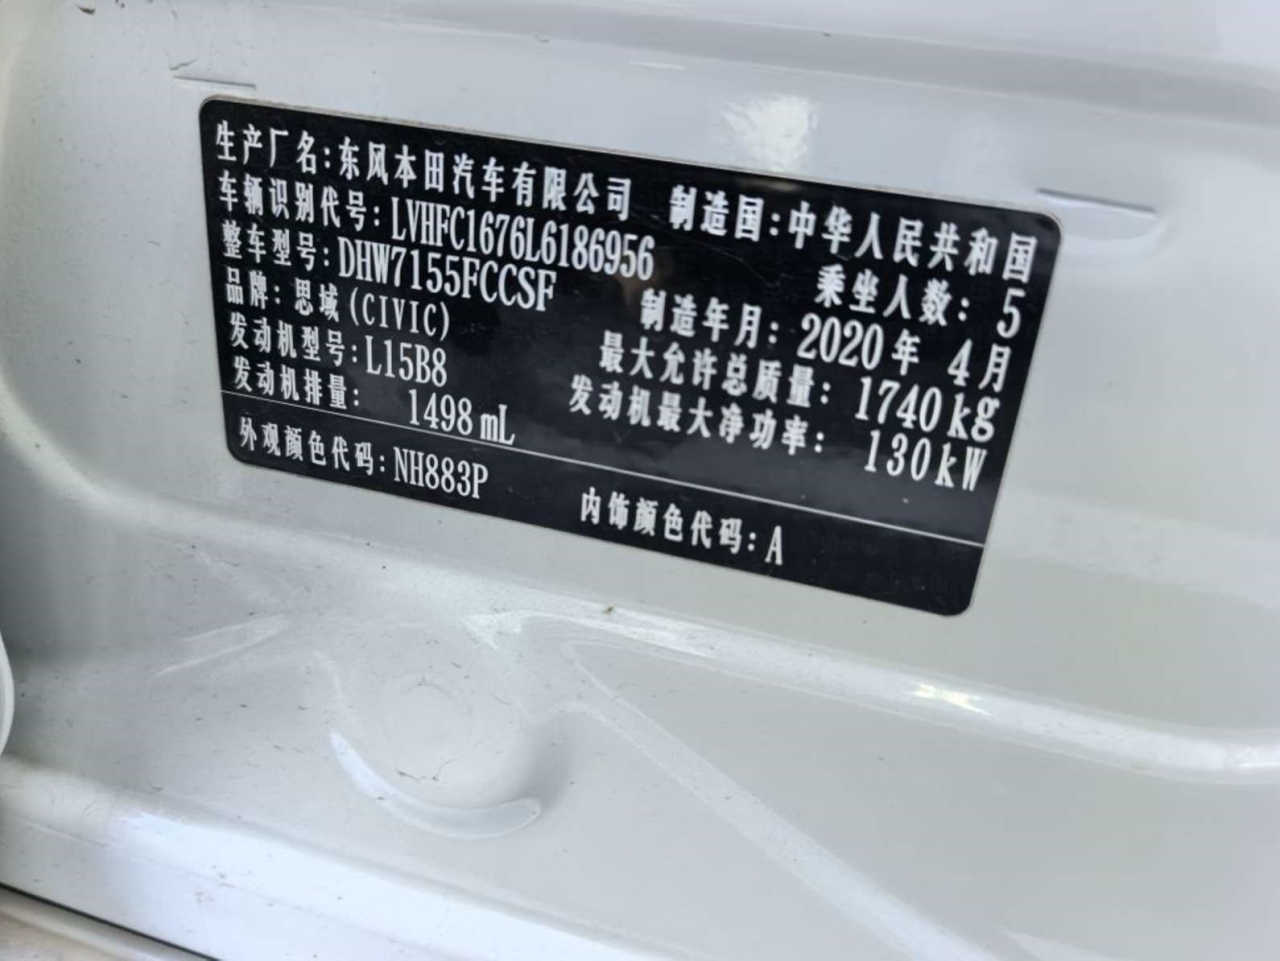 生产厂名:东风本田汽车有限公司 制造国:中华人民共和国
车辆识别代号:LVHFC1676L6186956 乘坐人数: 5
整车型号:DHW7155FCCSF 制造年月: 2020年 4月
品牌:思域(CIVIC) 最大允许总质量: 1740kg
发动机型号:L15B8 发动机最大净功率: 130kW
发动机排量: 1498mL
外观颜色代码:NH883P 内饰颜色代码:A